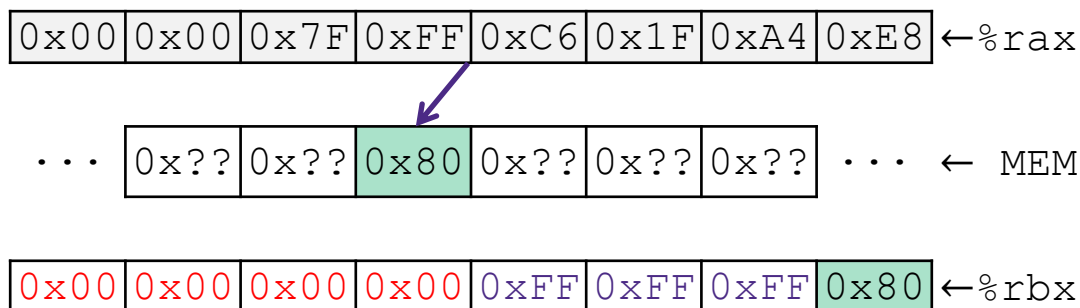 0x00 0x00 0x7F 0xFF 0xC6 0x1F 0xA4 0xE8 ←%rax
··· 0x?? 0x?? 0x80 0x?? 0x?? 0x?? ··· ← MEM
0x00 0x00 0x00 0x00 0xFF 0xFF 0xFF 0x80 ←%rbx